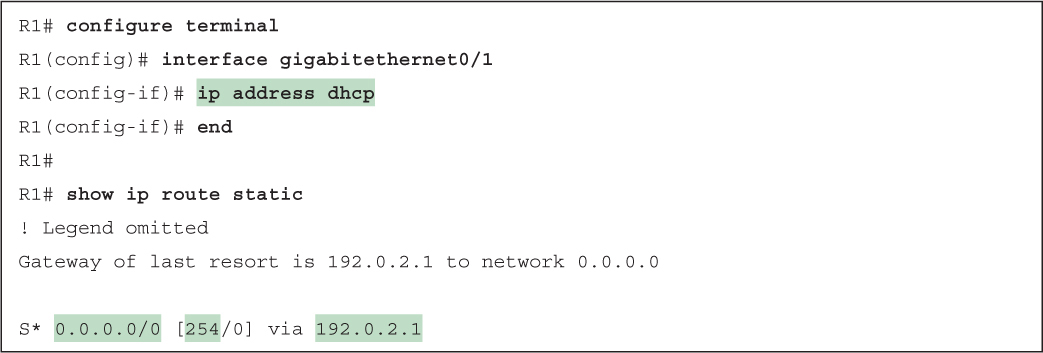 R1# configure terminal
R1(config)# interface gigabitethernet0/1
R1(config-if)# ip address dhcp
R1(config-if)# end
R1#
R1# show ip route static
! Legend omitted
Gateway of last resort is 192.0.2.1 to network 0.0.0.0
S* 0.0.0.0/0 [254/0] via 192.0.2.1